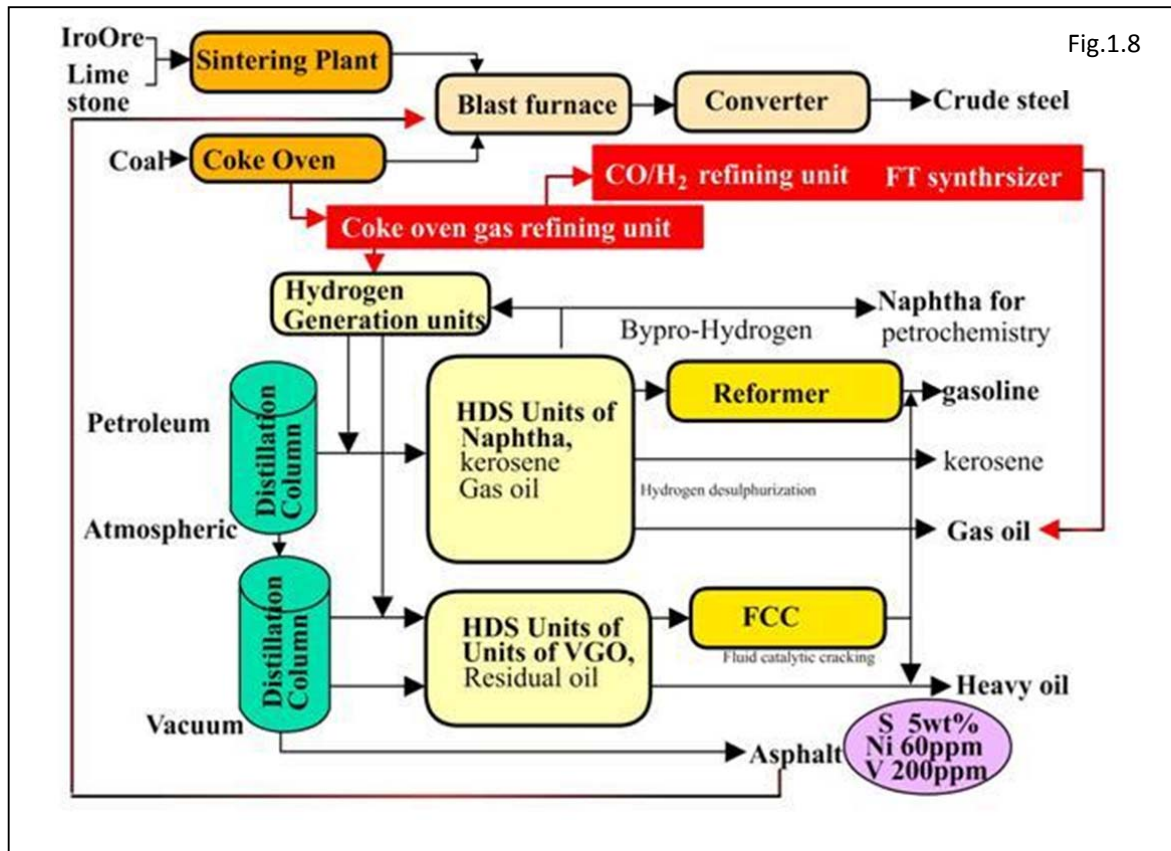 Fig.1.8
IroOre
Lime
stone
Sintering Plant
Blast furnace
Converter
Crude steel
Coal
Coke Oven
CO/H₂ refining unit FT synthrsizer
Coke oven gas refining unit
Hydrogen
Generation units
Naphtha for
petrochemistry
Bypro-Hydrogen
Petroleum
Distillation
Column
HDS Units of
Naphtha,
kerosene
Gas oil
Reformer
gasoline
kerosene
Hydrogen desulphurization
Gas oil
Atmospheric
Distillation
Column
HDS Units of
Units of VGO,
Residual oil
FCC
Fluid catalytic cracking
Heavy oil
Vacuum
Asphalt
S 5wt%
Ni 60ppm
V 200ppm